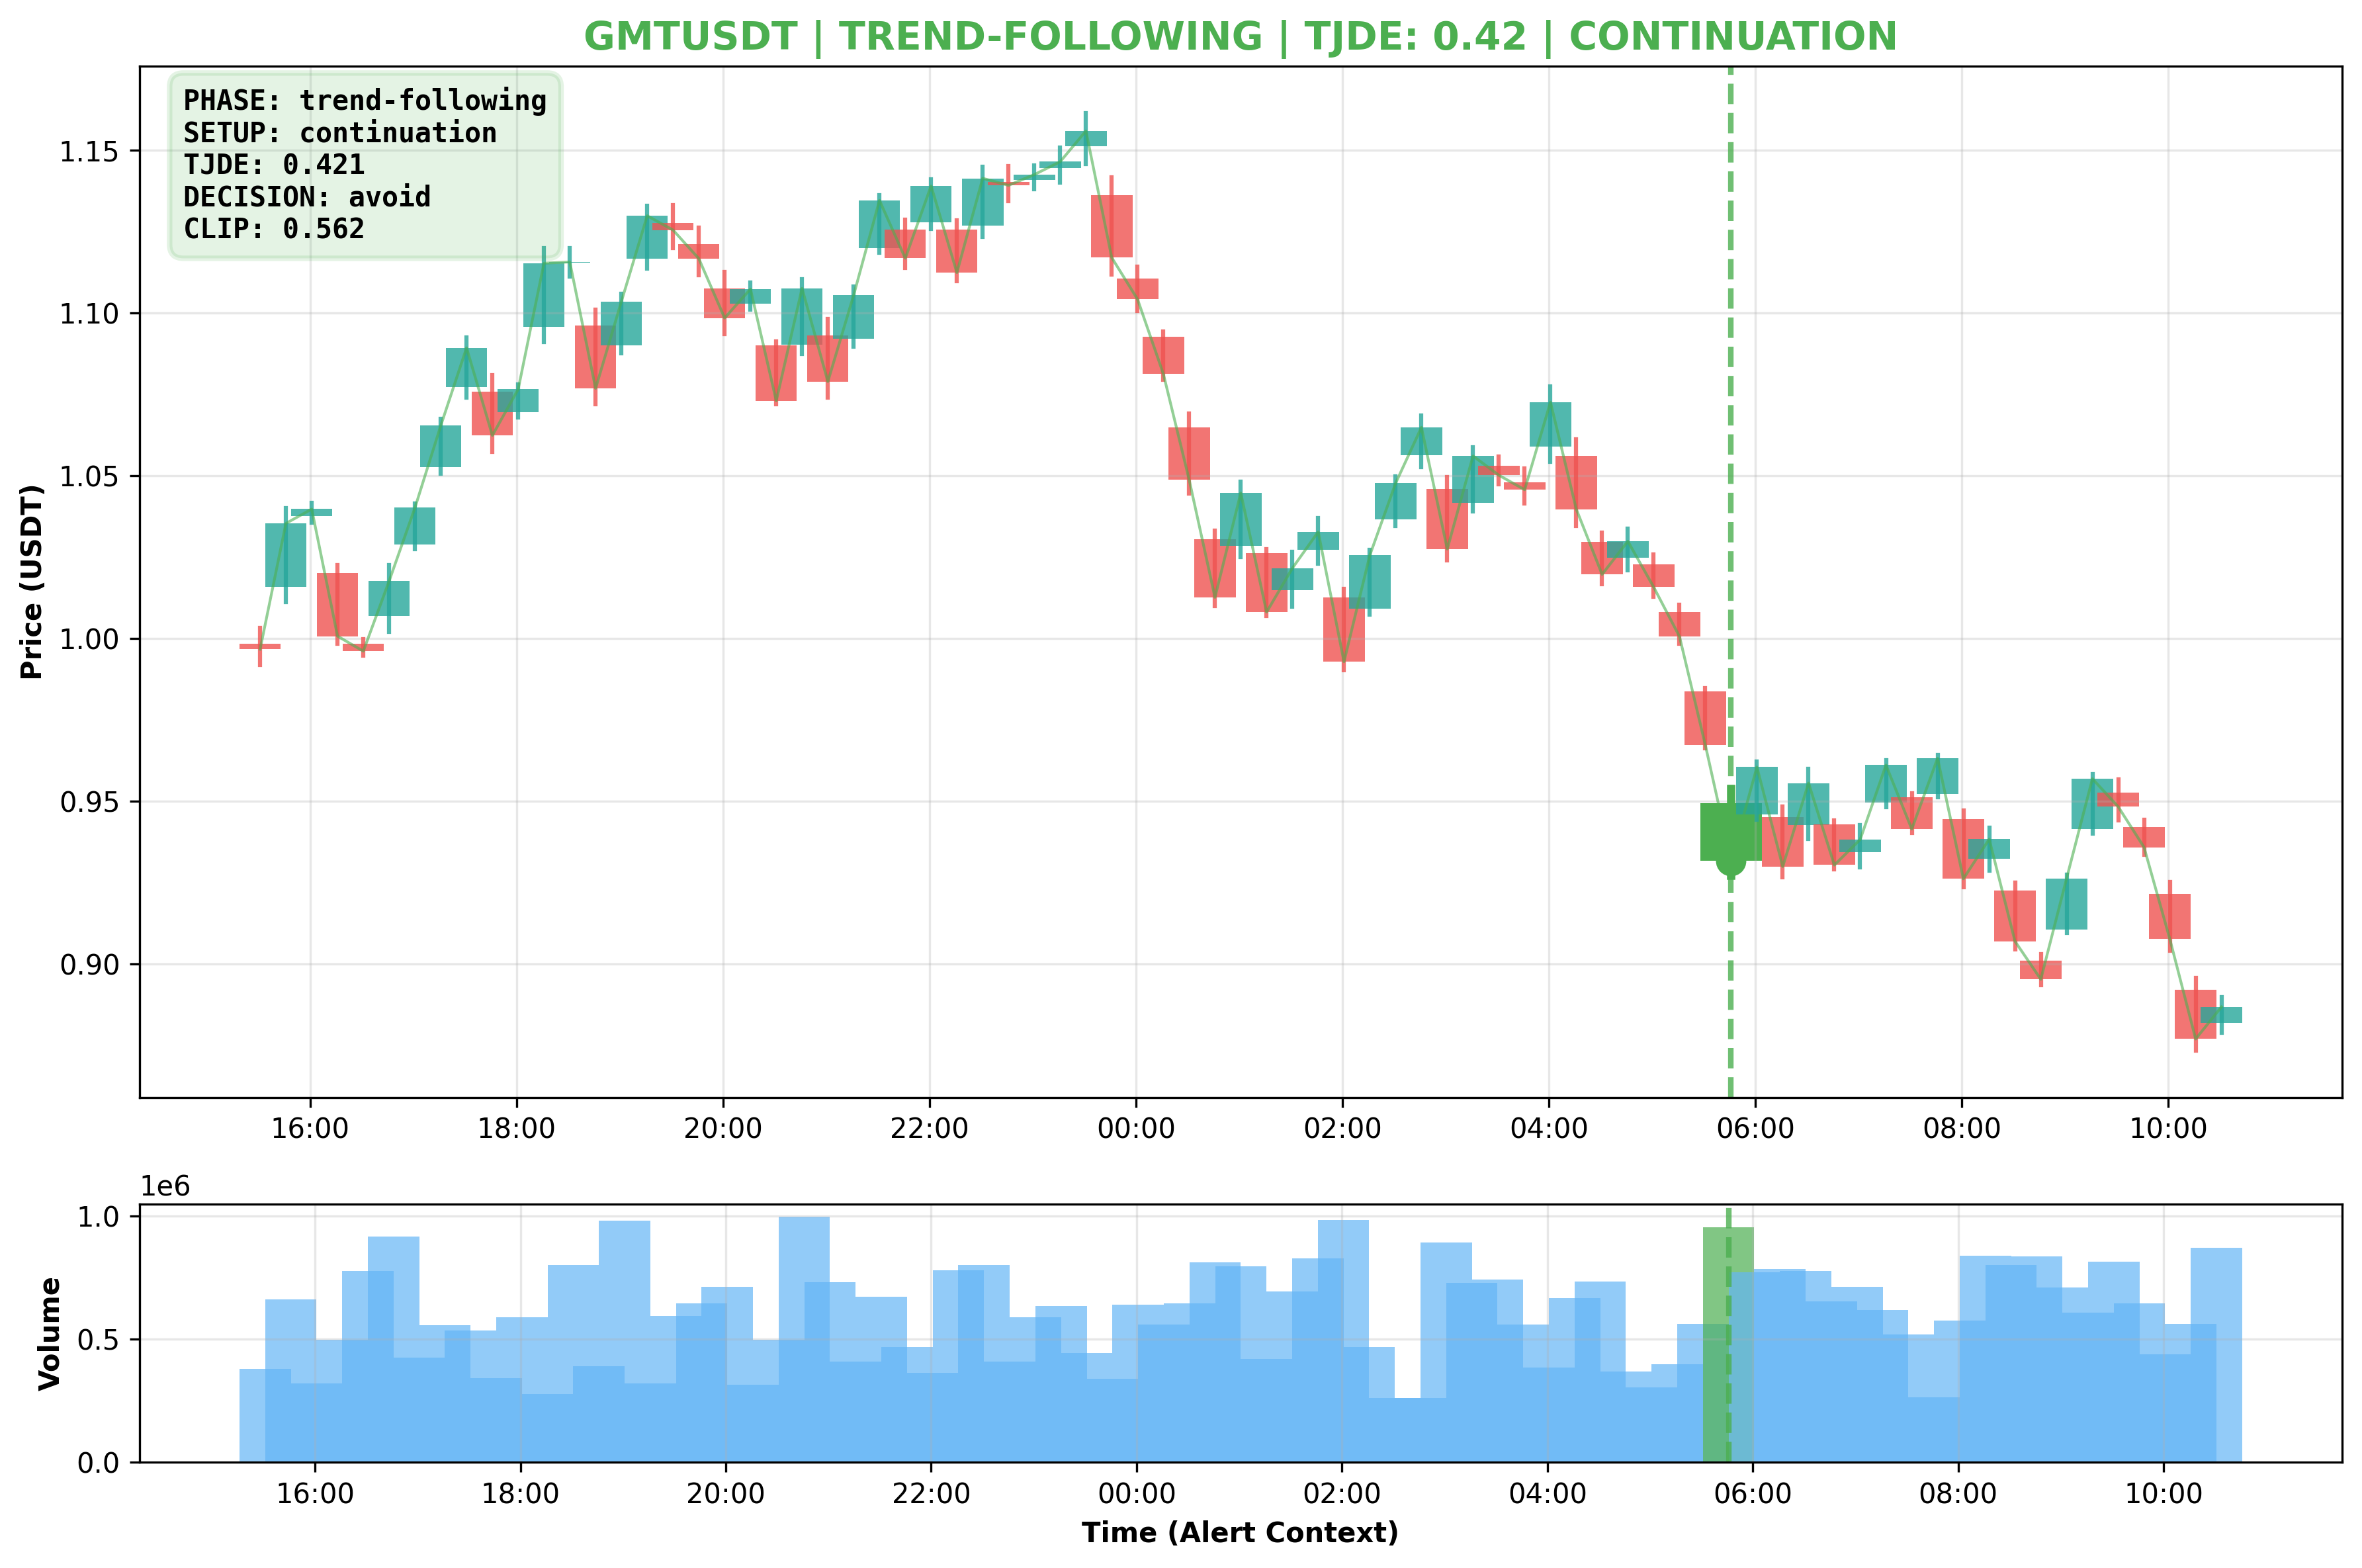 GMTUSDT | TREND-FOLLOWING | TJDE: 0.42 | CONTINUATION
PHASE: trend-following
SETUP: continuation
TJDE: 0.421
DECISION: avoid
CLIP: 0.562
Price (USDT)
1.15
1.10
1.05
1.00
0.95
0.90
16:00 18:00 20:00 22:00 00:00 02:00 04:00 06:00 08:00 10:00
1e6
Volume
1.0
0.5
0.0
16:00 18:00 20:00 22:00 00:00 02:00 04:00 06:00 08:00 10:00
Time (Alert Context)